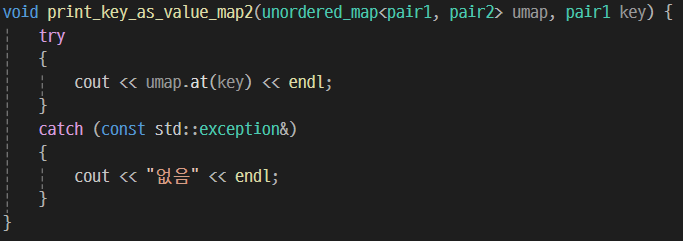 void print_key_as_value_map2(unordered_map<pair1, pair2> umap, pair1 key) {
    try
    {
        cout << umap.at(key) << endl;
    }
    catch (const std::exception&)
    {
        cout << "없음" << endl;
    }
}